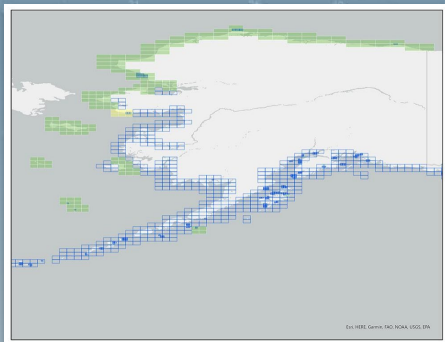 Esri, HERE, Garmin, FAO, NOAA, USGS, EPA